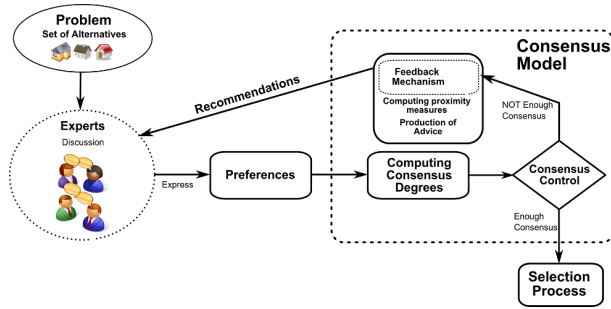 Problem
Set of Alternatives
Consensus
Model
Feedback
Mechanism
Computing proximity
measures
Production of
Advice
Recommendations
NOT Enough
Consensus
Experts
Discussion
Express
Preferences
Computing
Consensus
Degrees
Consensus
Control
Enough
Consensus
Selection
Process